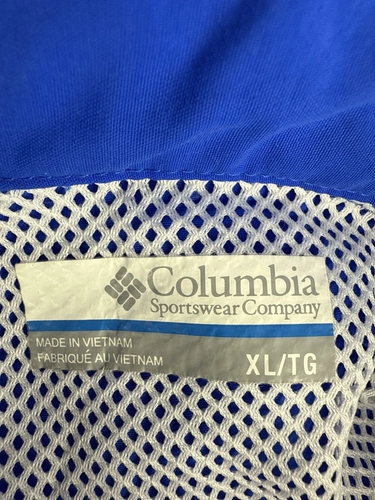 Columbia
Sportswear Company
MADE IN VIETNAM
FABRIQUÉ AU VIETNAM
XL/TG